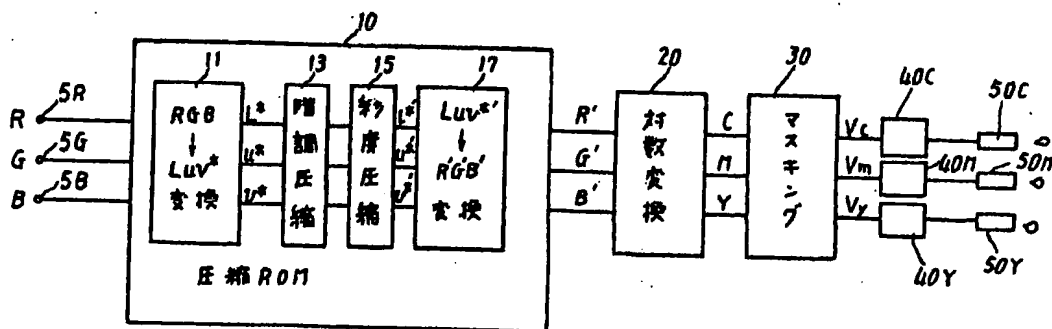 10
11
RGB
↓
Luv*
変換
13
階調圧縮
15
彩度圧縮
17
Luv*'
↓
R'G'B'
変換
圧縮ROM
R
5R
G
5G
B
5B
L*
u*
v*
L*'
u*'
v*'
R'
G'
B'
20
対数変換
C
M
Y
30
マスキング
Vc
Vm
Vy
40C
40M
40Y
50C
50M
50Y